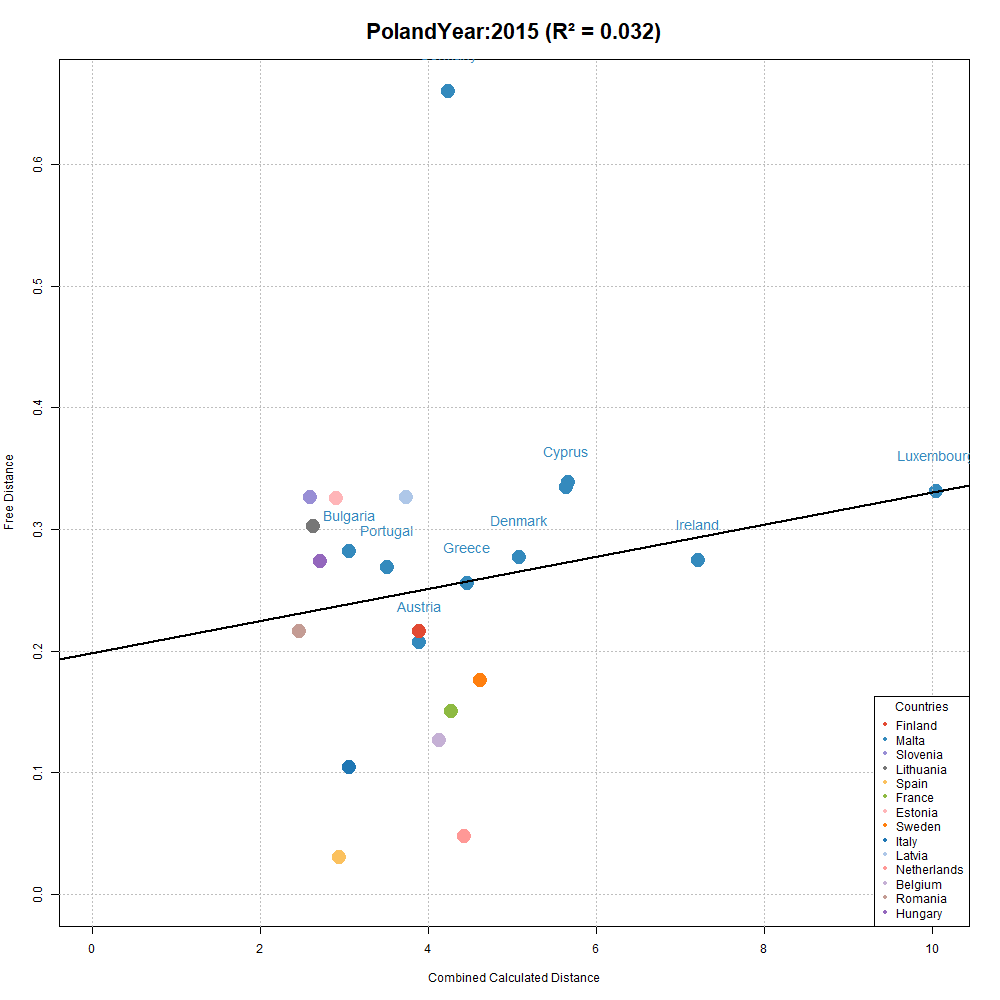 PolandYear:2015 (R² = 0.032)
Cyprus
Luxembourg
Bulgaria
Denmark
Ireland
Portugal
Greece
Austria
0.6
0.5
0.4
0.3
0.2
0.1
0.0
Free Distance
0
2
4
6
8
10
Combined Calculated Distance
Countries
Finland
Malta
Slovenia
Lithuania
Spain
France
Estonia
Sweden
Italy
Latvia
Netherlands
Belgium
Romania
Hungary